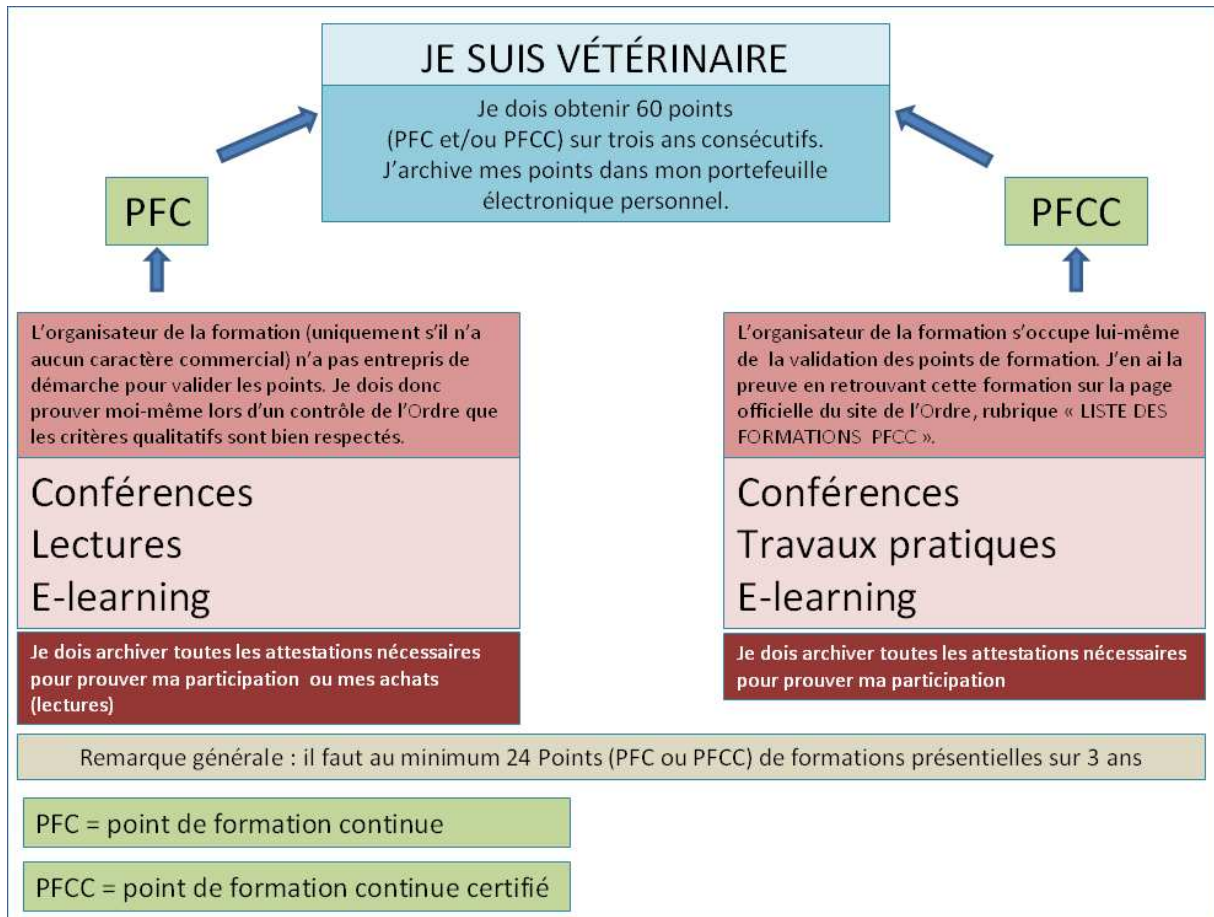 JE SUIS VÉTÉRINAIRE
Je dois obtenir 60 points
(PFC et/ou PFCC) sur trois ans consécutifs.
J'archive mes points dans mon portefeuille
électronique personnel.
PFC
PFCC
L'organisateur de la formation (uniquement s'il n'a
aucun caractère commercial) n'a pas entrepris de
démarche pour valider les points. Je dois donc
prouver moi-même lors d'un contrôle de l'Ordre que
les critères qualitatifs sont bien respectés.
Conférences
Lectures
E-learning
Je dois archiver toutes les attestations nécessaires
pour prouver ma participation ou mes achats
(lectures)
L'organisateur de la formation s'occupe lui-même
de la validation des points de formation. J'en ai la
preuve en retrouvant cette formation sur la page
officielle du site de l'Ordre, rubrique « LISTE DES
FORMATIONS PFCC ».
Conférences
Travaux pratiques
E-learning
Je dois archiver toutes les attestations nécessaires
pour prouver ma participation
Remarque générale : il faut au minimum 24 Points (PFC ou PFCC) de formations présentielles sur 3 ans
PFC = point de formation continue
PFCC = point de formation continue certifié